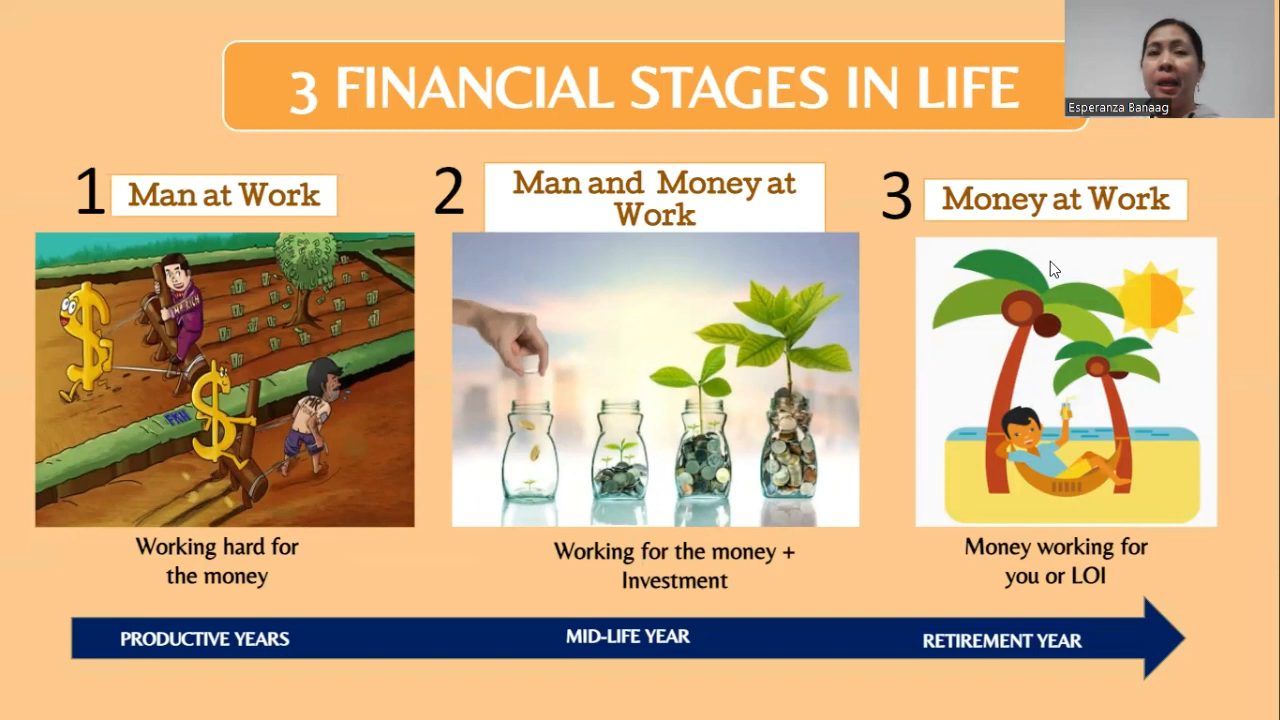 3 FINANCIAL STAGES IN LIFE
Esperanza Banaag
1
Man at Work
2
Man and Money at
Work
3
Money at Work
Working hard for
the money
Working for the money +
Investment
Money working for
you or LOI
PRODUCTIVE YEARS
MID-LIFE YEAR
RETIREMENT YEAR